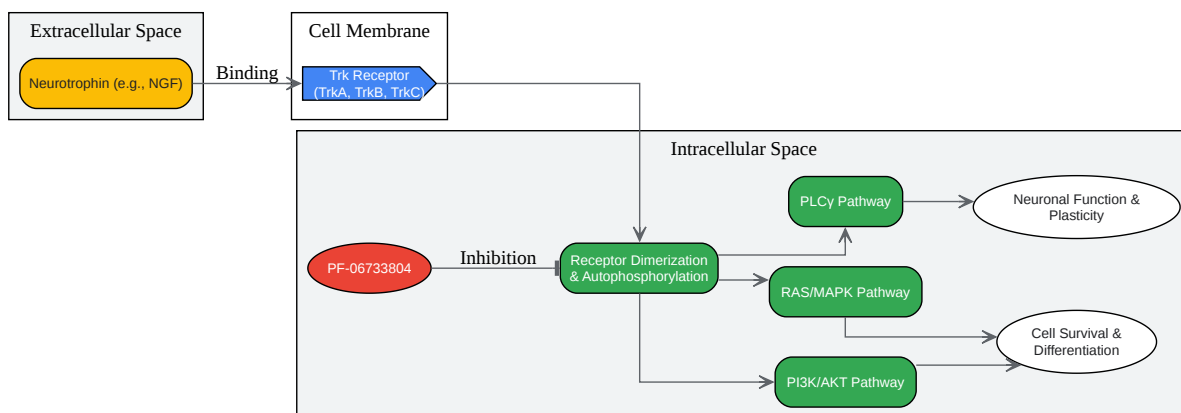 Extracellular Space
Neurotrophin (e.g., NGF)
Binding
Cell Membrane
Trk Receptor
(TrkA, TrkB, TrkC)
Intracellular Space
PF-06733804
Inhibition
Receptor Dimerization
& Autophosphorylation
PLCγ Pathway
Neuronal Function &
Plasticity
RAS/MAPK Pathway
Cell Survival &
Differentiation
PI3K/AKT Pathway